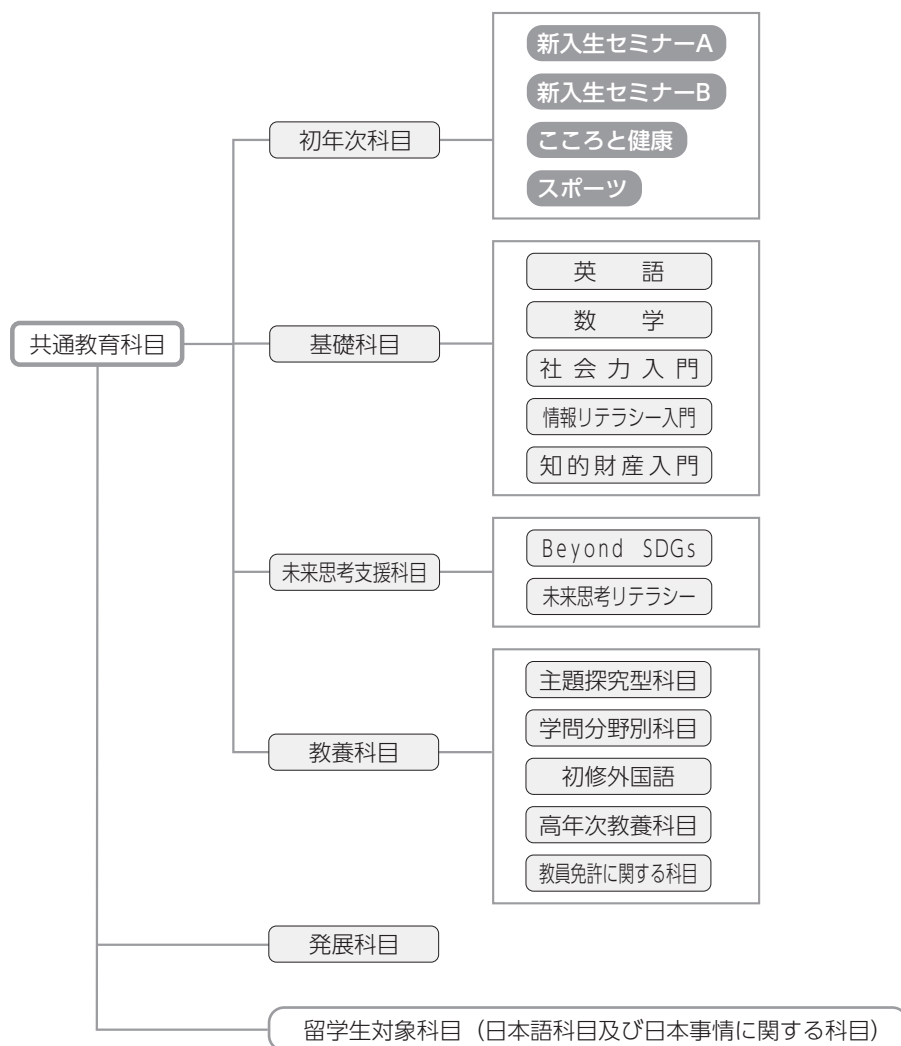 共通教育科目
初年次科目
新入生セミナーA
新入生セミナーB
こころと健康
スポーツ
基礎科目
英　語
数　学
社会力入門
情報リテラシー入門
知的財産入門
未来思考支援科目
Beyond SDGs
未来思考リテラシー
教養科目
主題探究型科目
学問分野別科目
初修外国語
高年次教養科目
教員免許に関する科目
発展科目
留学生対象科目（日本語科目及び日本事情に関する科目）